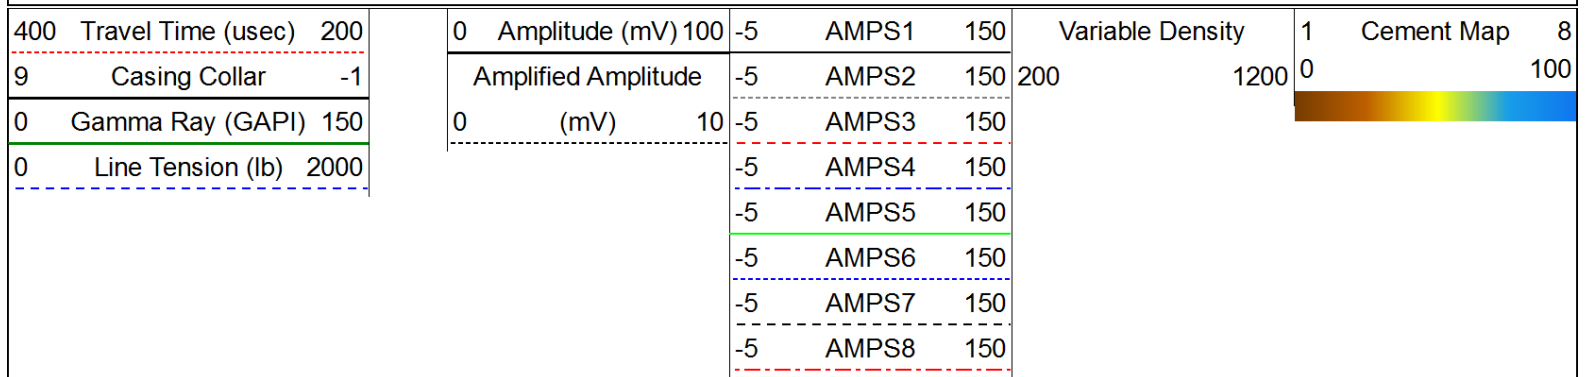 400 Travel Time (usec) 200
9 Casing Collar -1
0 Gamma Ray (GAPI) 150
0 Line Tension (lb) 2000
0 Amplitude (mV) 100
Amplified Amplitude
0 (mV) 10
-5 AMPS1 150
-5 AMPS2 150
-5 AMPS3 150
-5 AMPS4 150
-5 AMPS5 150
-5 AMPS6 150
-5 AMPS7 150
-5 AMPS8 150
Variable Density
200 1200
1 Cement Map 8
0 100